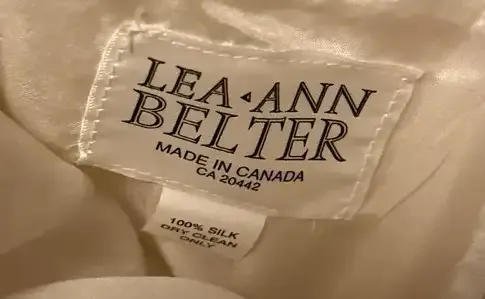 LEA ANN
BELTER
MADE IN CANADA
CA 20442
100% SILK
DRY CLEAN
ONLY